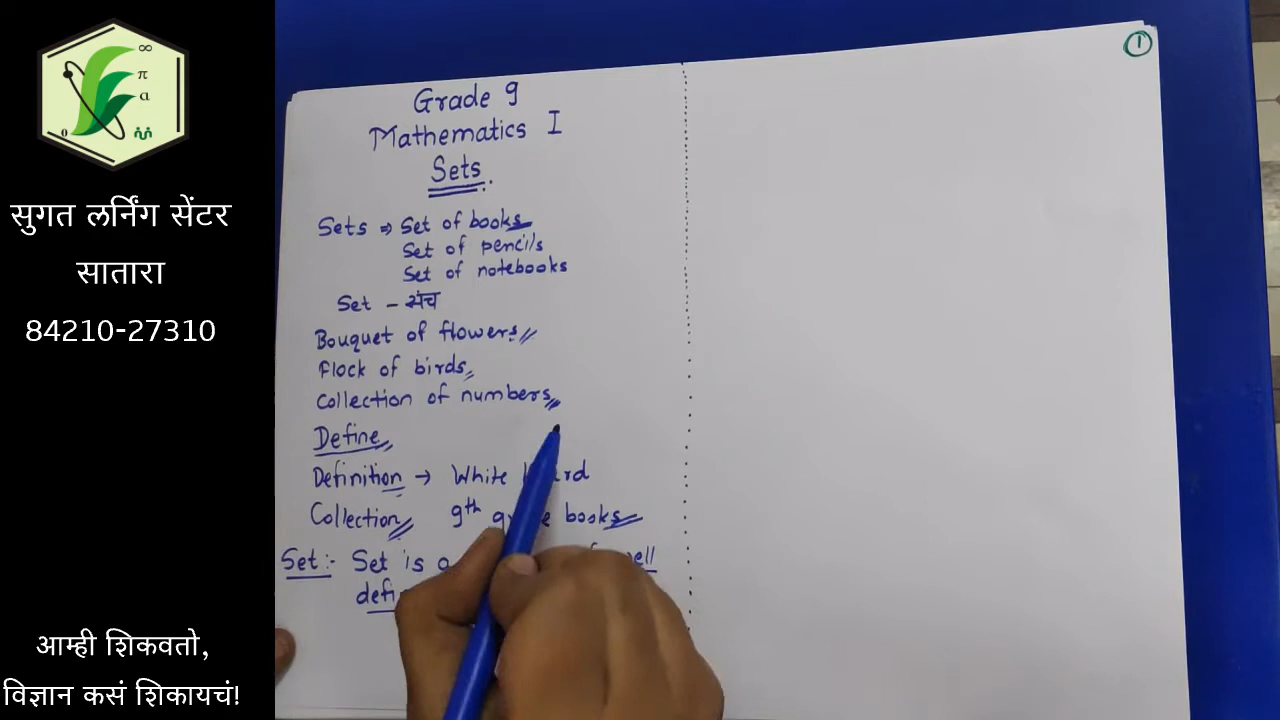 ∞
π
a
0
सुगत लर्निंग सेंटर
सातारा
84210-27310
आम्ही शिकवतो,
विज्ञान कसं शिकायचं!
1
Grade 9
Mathematics I
Sets
Sets ⇒ Set of books
Set of pencils
Set of notebooks
Set - संच
Bouquet of flowers
Flock of birds
Collection of numbers
Define
Definition → White
Collection 9th books
Set :- Set is